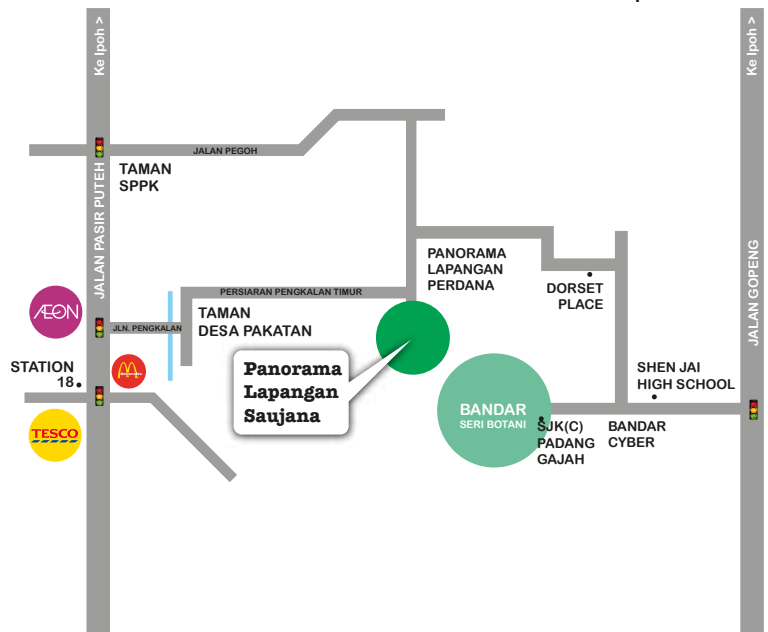 Ke Ipoh >
Ke Ipoh >
JALAN PEGOH
TAMAN
SPPK
JALAN PASIR PUTEH
PANORAMA
LAPANGAN
PERDANA
DORSET
PLACE
JALAN GOPENG
PERSIARAN PENGKALAN TIMUR
ÆON
JLN. PENGKALAN
TAMAN
DESA PAKATAN
STATION
18
Panorama
Lapangan
Saujana
SHEN JAI
HIGH SCHOOL
BANDAR
SERI BOTANI
TESCO
SJK(C)
PADANG
GAJAH
BANDAR
CYBER